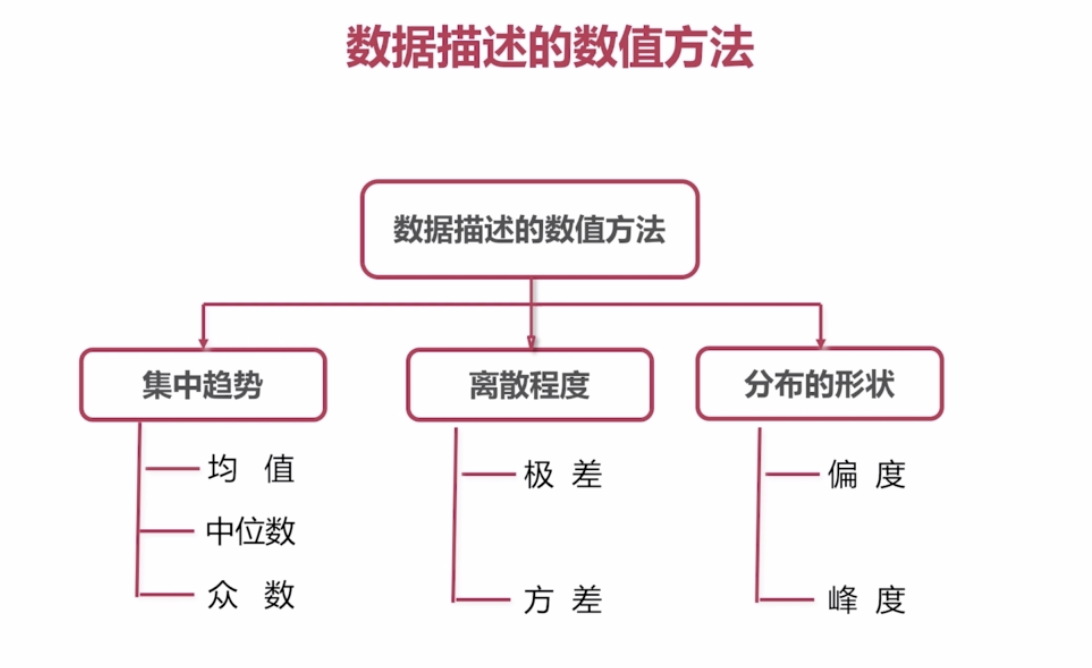 数据描述的数值方法
数据描述的数值方法
集中趋势
离散程度
分布的形状
均 值
中位数
众 数
极 差
方 差
偏 度
峰 度